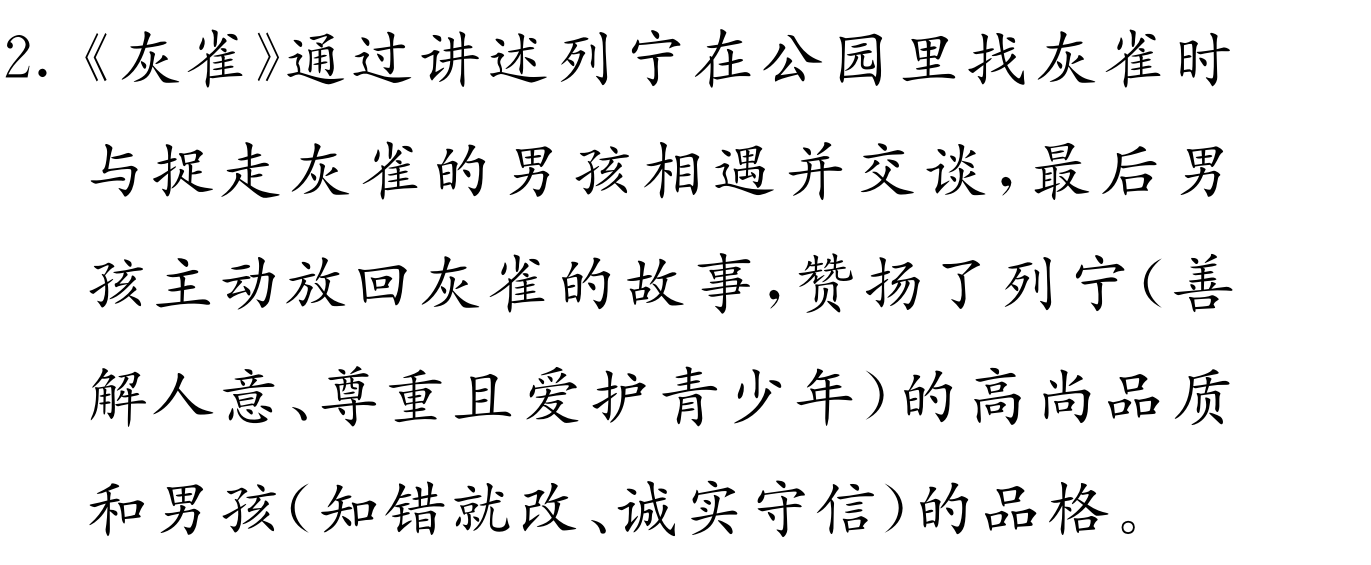 2.《灰雀》通过讲述列宁在公园里找灰雀时
与捉走灰雀的男孩相遇并交谈,最后男
孩主动放回灰雀的故事,赞扬了列宁(善
解人意、尊重且爱护青少年)的高尚品质
和男孩(知错就改、诚实守信)的品格。